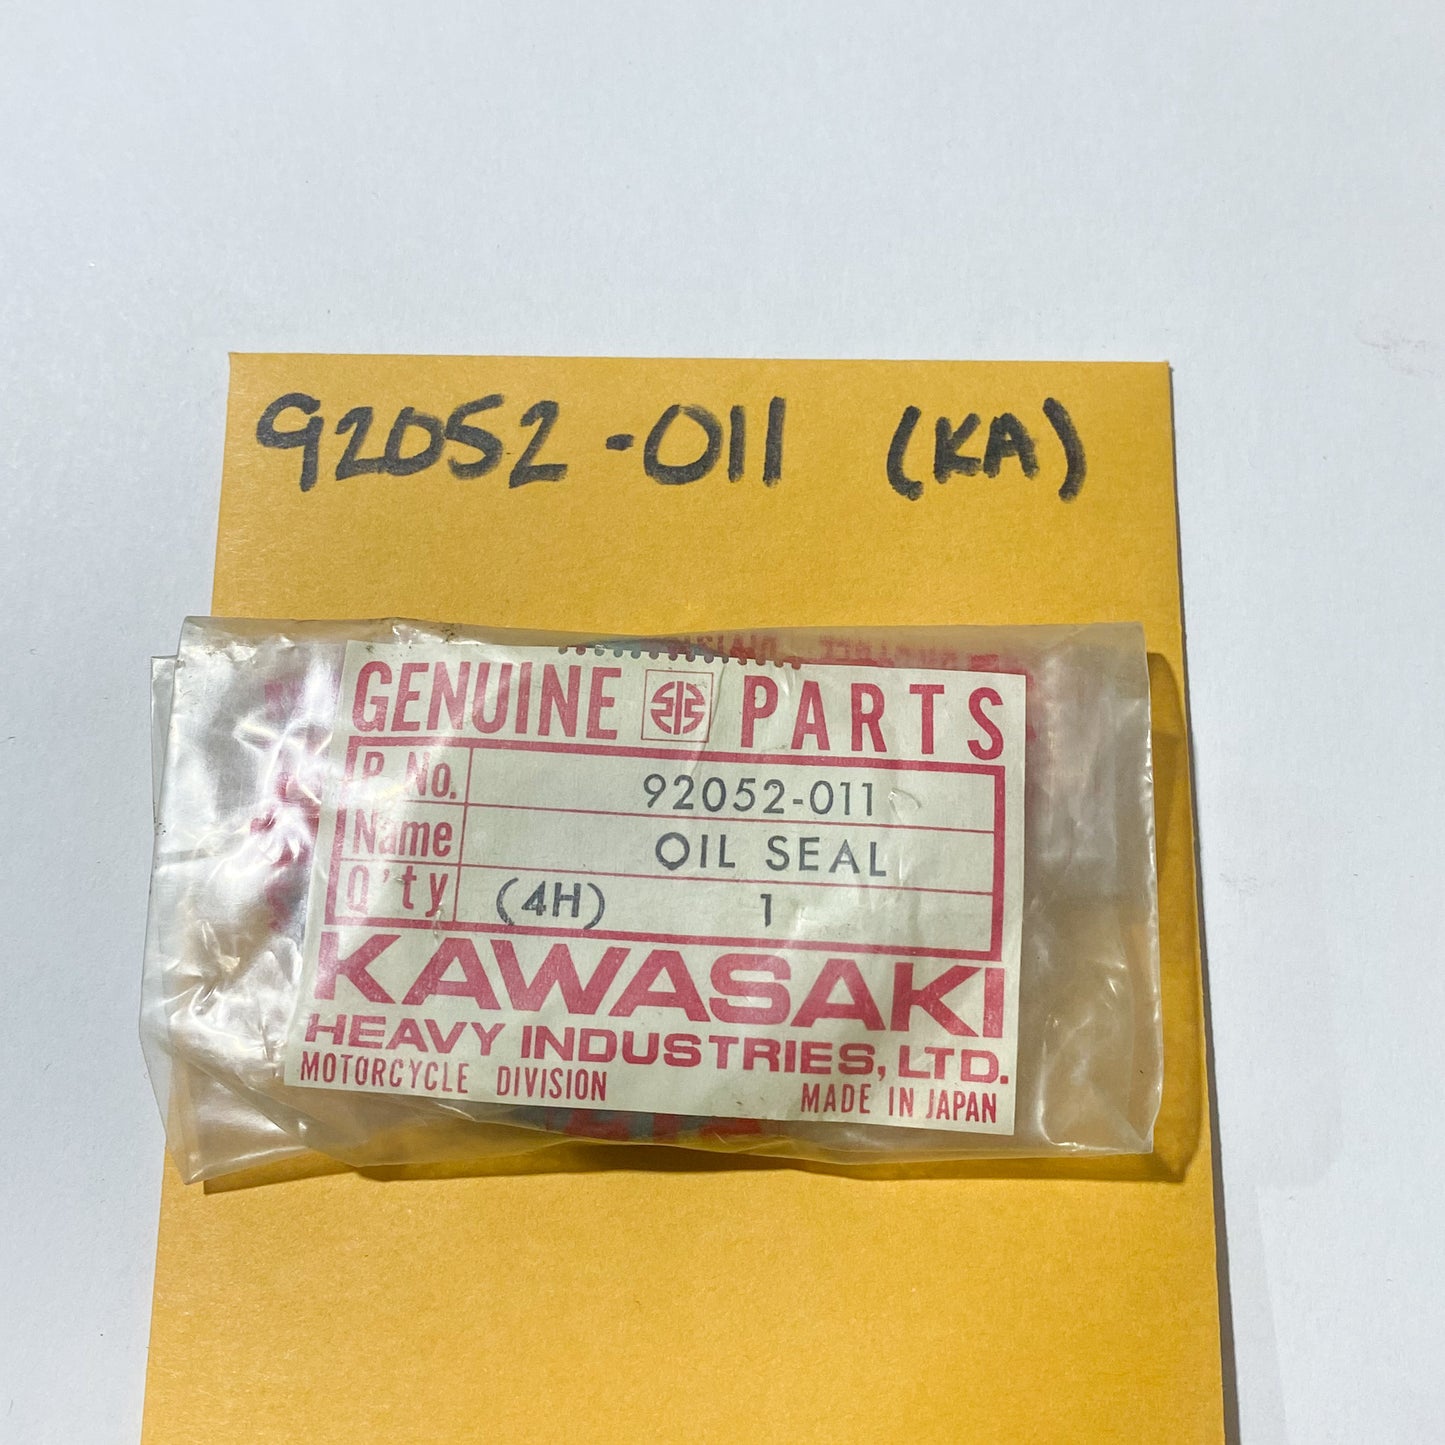 92052-011 (KA)
GENUINE PARTS
P. No. 92052-011
Name OIL SEAL
Q'ty (4H) 1
KAWASAKI
HEAVY INDUSTRIES, LTD.
MOTORCYCLE DIVISION MADE IN JAPAN